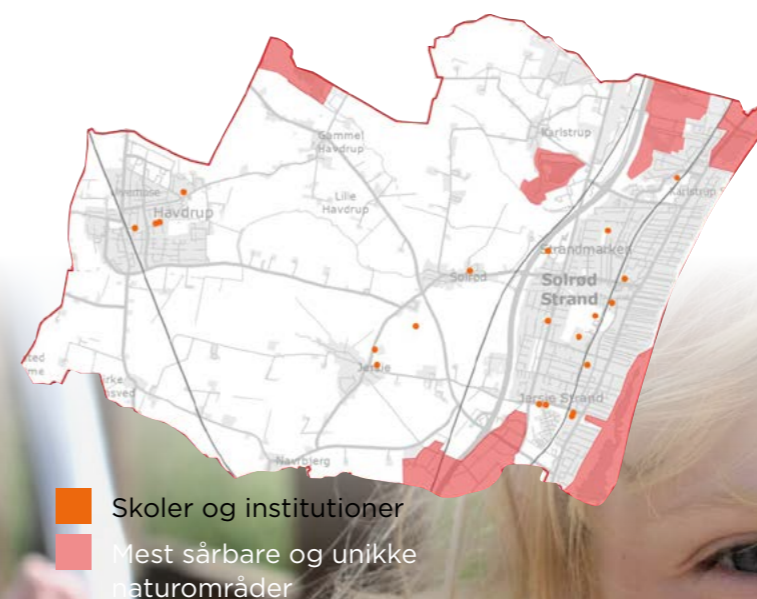 Karlstrup
Gammel
Havdrup
Lille
Havdrup
Havdrup
Karlstrup S
Strandmarken
Solrød
Solrød
Strand
Jersie
Jersie Strand
Navrbjerg
Skoler og institutioner
Mest sårbare og unikke
naturområder